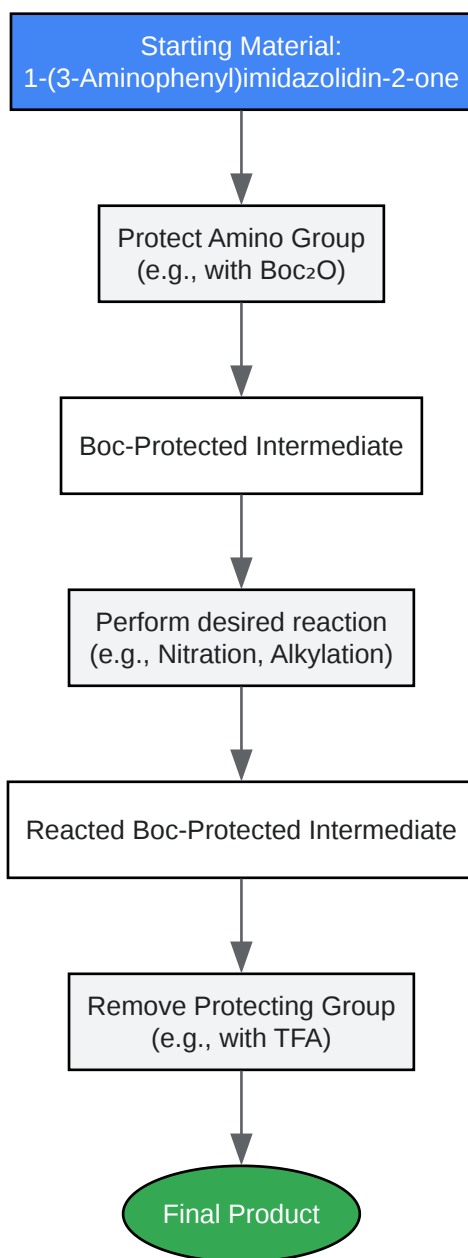 Starting Material:
1-(3-Aminophenyl)imidazolidin-2-one
Protect Amino Group
(e.g., with Boc₂O)
Boc-Protected Intermediate
Perform desired reaction
(e.g., Nitration, Alkylation)
Reacted Boc-Protected Intermediate
Remove Protecting Group
(e.g., with TFA)
Final Product